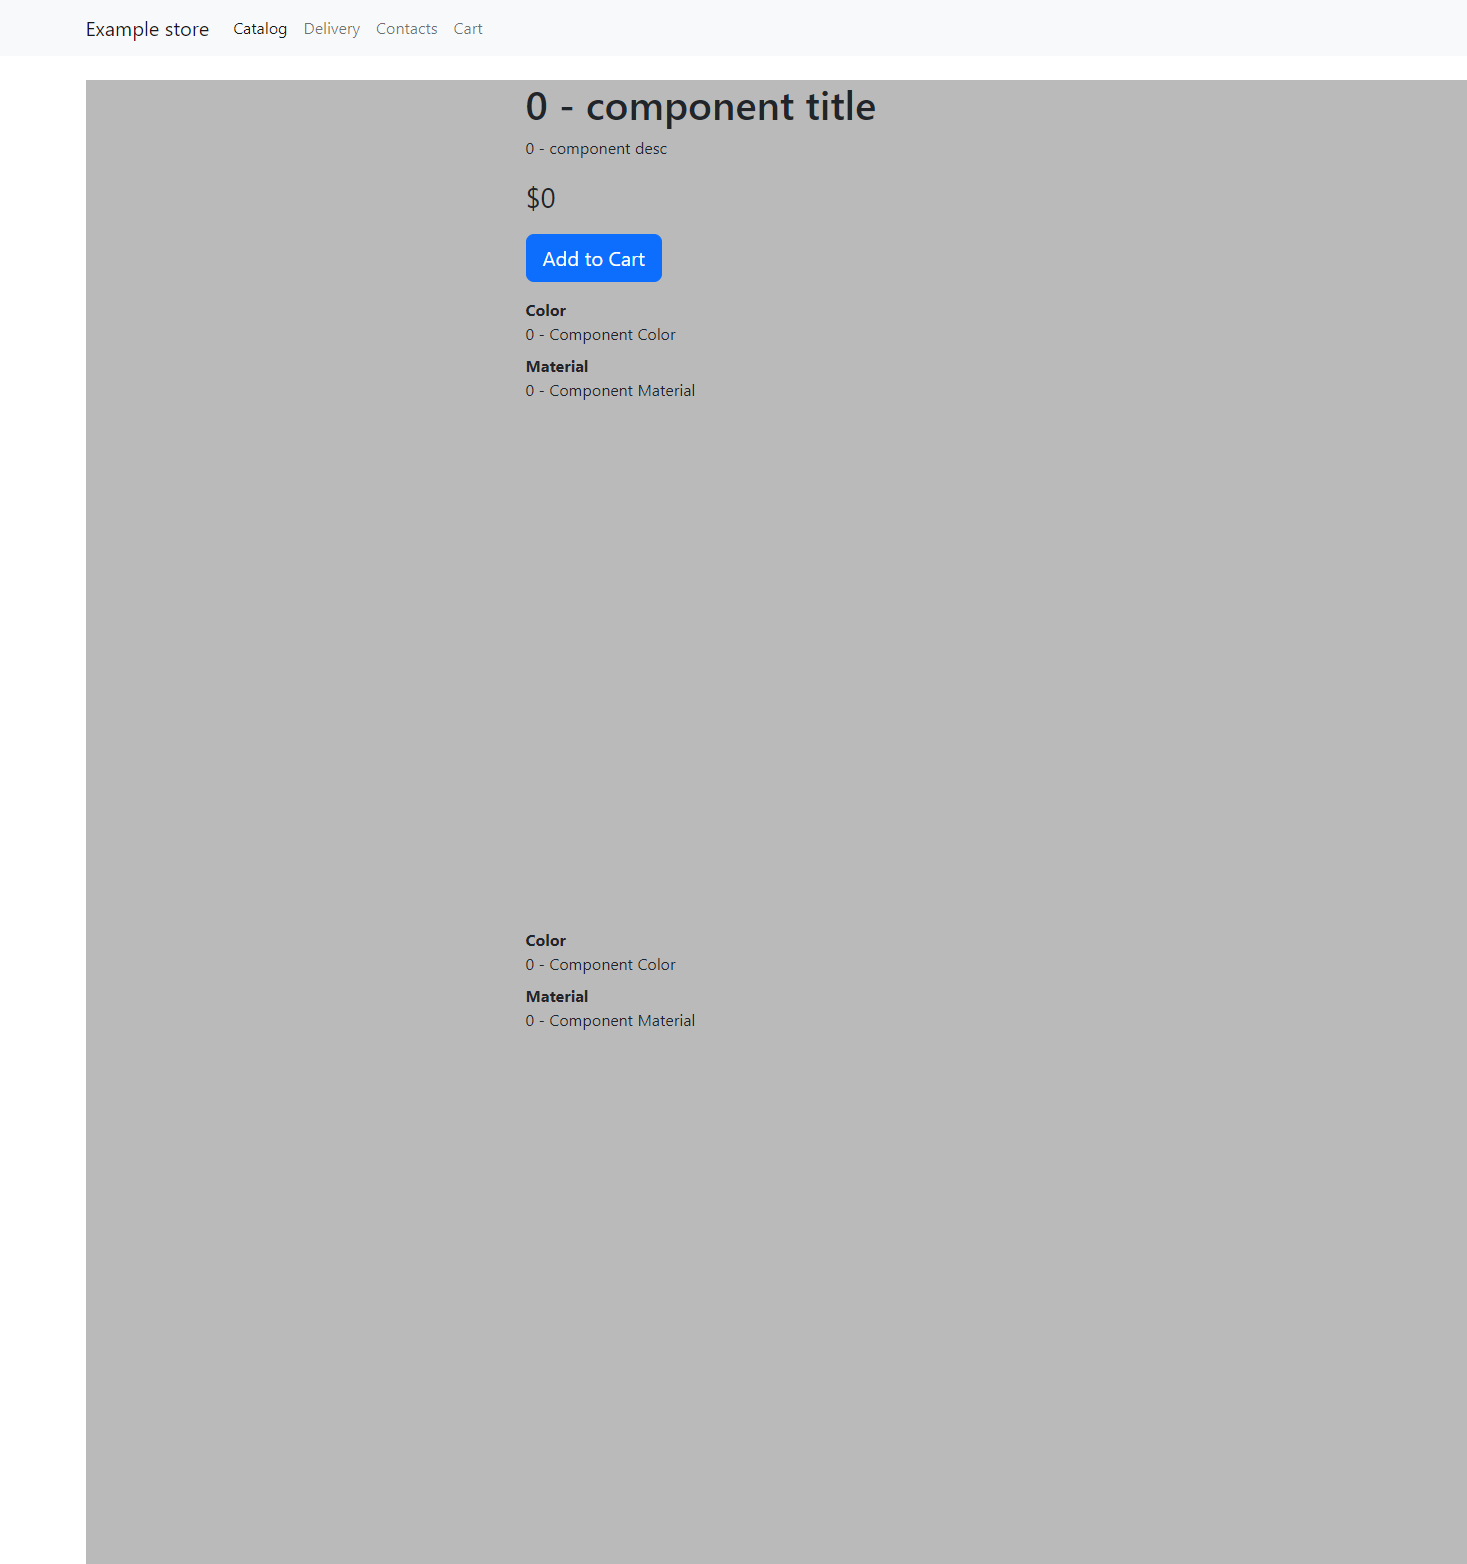 Example store Catalog Delivery Contacts Cart
0 - component title
0 - component desc
$0
Add to Cart
Color
0 - Component Color
Material
0 - Component Material
Color
0 - Component Color
Material
0 - Component Material